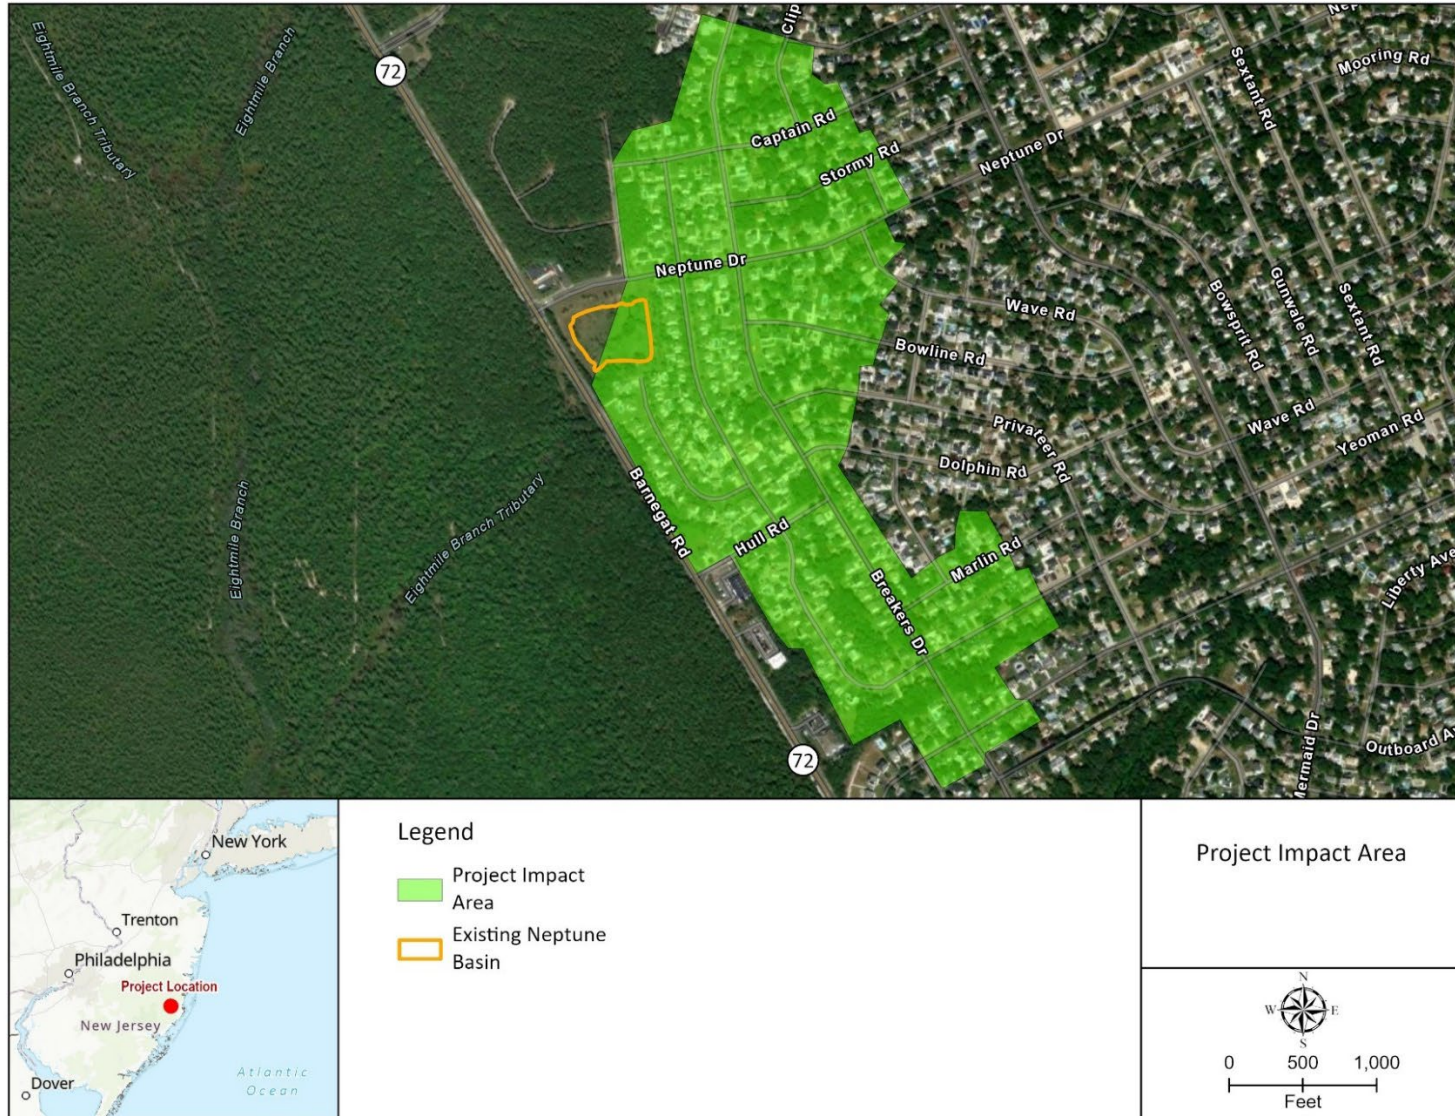 Eightmile Branch Tributary
Eightmile Branch
72
Clip
Nep
Sextant Rd
Mooring Rd
Captain Rd
Stormy Rd
Neptune Dr
Neptune Dr
Wave Rd
Bowline Rd
Bowsprit Rd
Gunwale Rd
Sextant Rd
Privateer Rd
Dolphin Rd
Wave Rd
Yeoman Rd
Eightmile Branch
Eightmile Branch Tributary
Barnegat Rd
Hull Rd
Marlin Rd
Breakers Dr
Liberty Ave
72
Mermaid Dr
Outboard A
New York
Trenton
Philadelphia
Project Location
New Jersey
Atlantic
Ocean
Dover
Legend
Project Impact
Area
Existing Neptune
Basin
Project Impact Area
N
W E
S
0 500 1,000
Feet